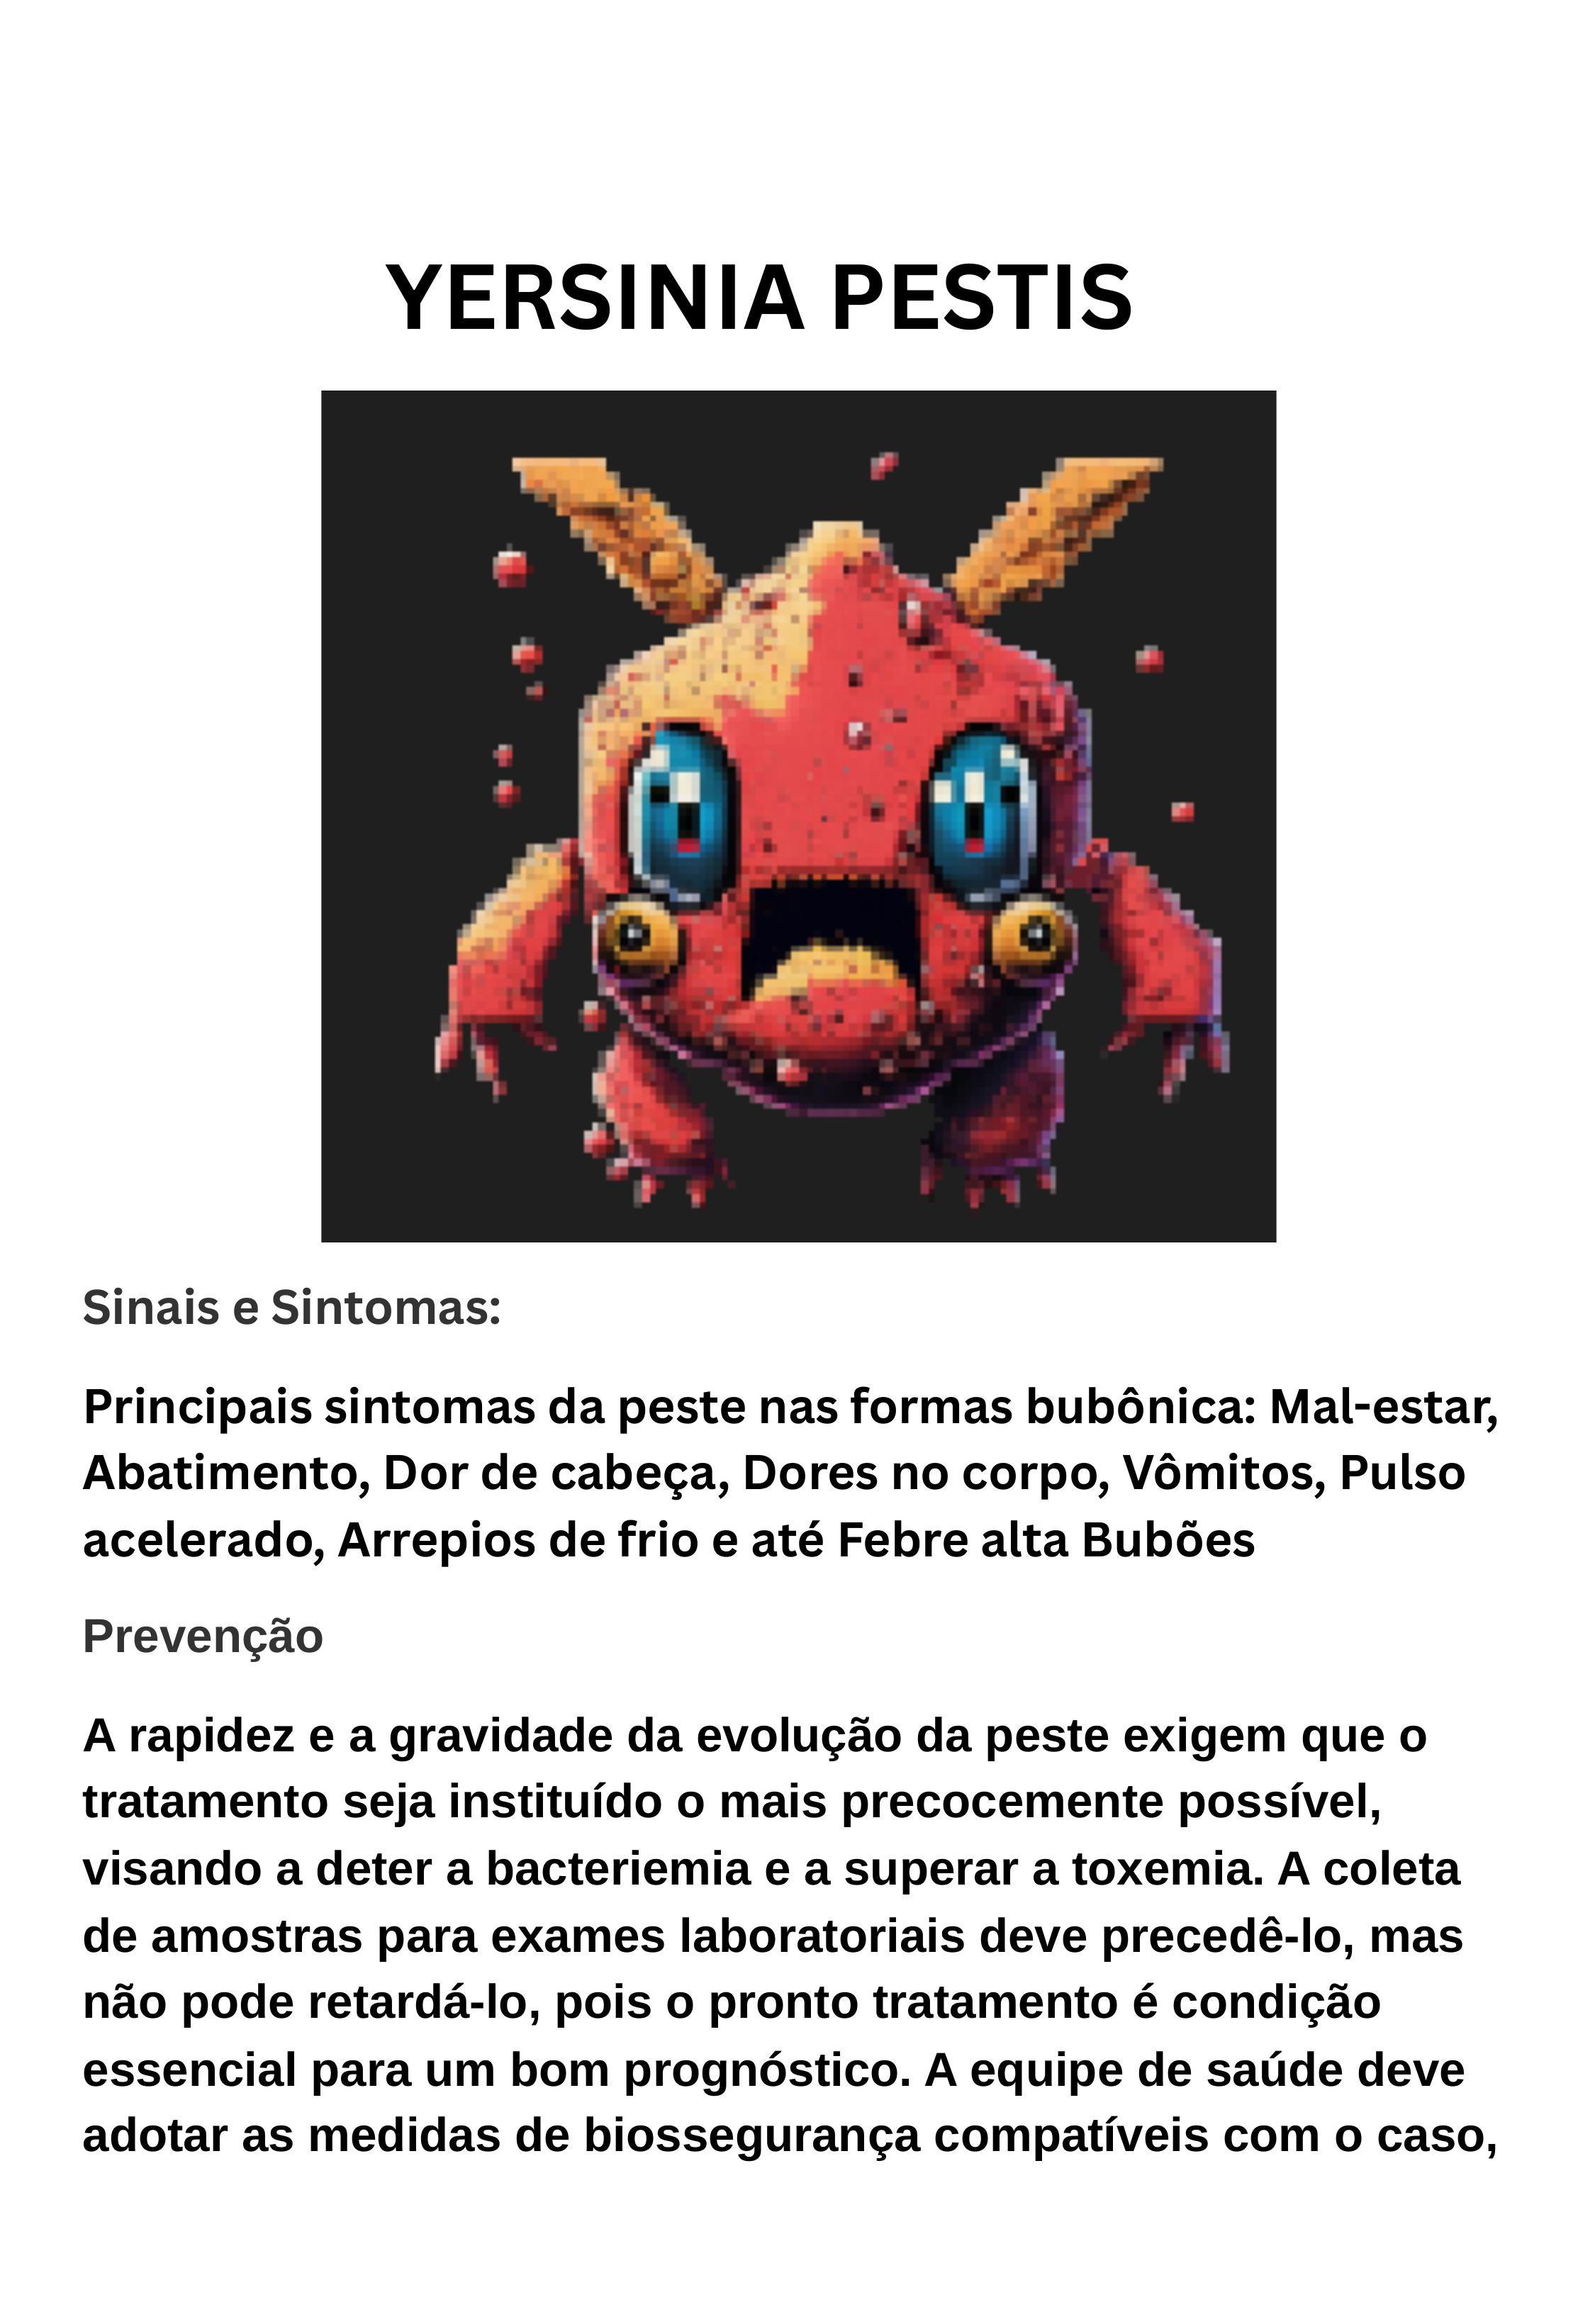 YERSINIA PESTIS
Sinais e Sintomas:
Principais sintomas da peste nas formas bubônica: Mal-estar,
Abatimento, Dor de cabeça, Dores no corpo, Vômitos, Pulso
acelerado, Arrepios de frio e até Febre alta Bubões
Prevenção
A rapidez e a gravidade da evolução da peste exigem que o
tratamento seja instituído o mais precocemente possível,
visando a deter a bacteriemia e a superar a toxemia. A coleta
de amostras para exames laboratoriais deve precedê-lo, mas
não pode retardá-lo, pois o pronto tratamento é condição
essencial para um bom prognóstico. A equipe de saúde deve
adotar as medidas de biossegurança compatíveis com o caso,